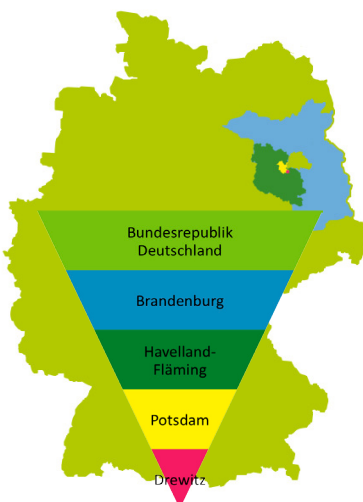 Bundesrepublik
Deutschland
Brandenburg
Havelland-
Fläming
Potsdam
Drewitz